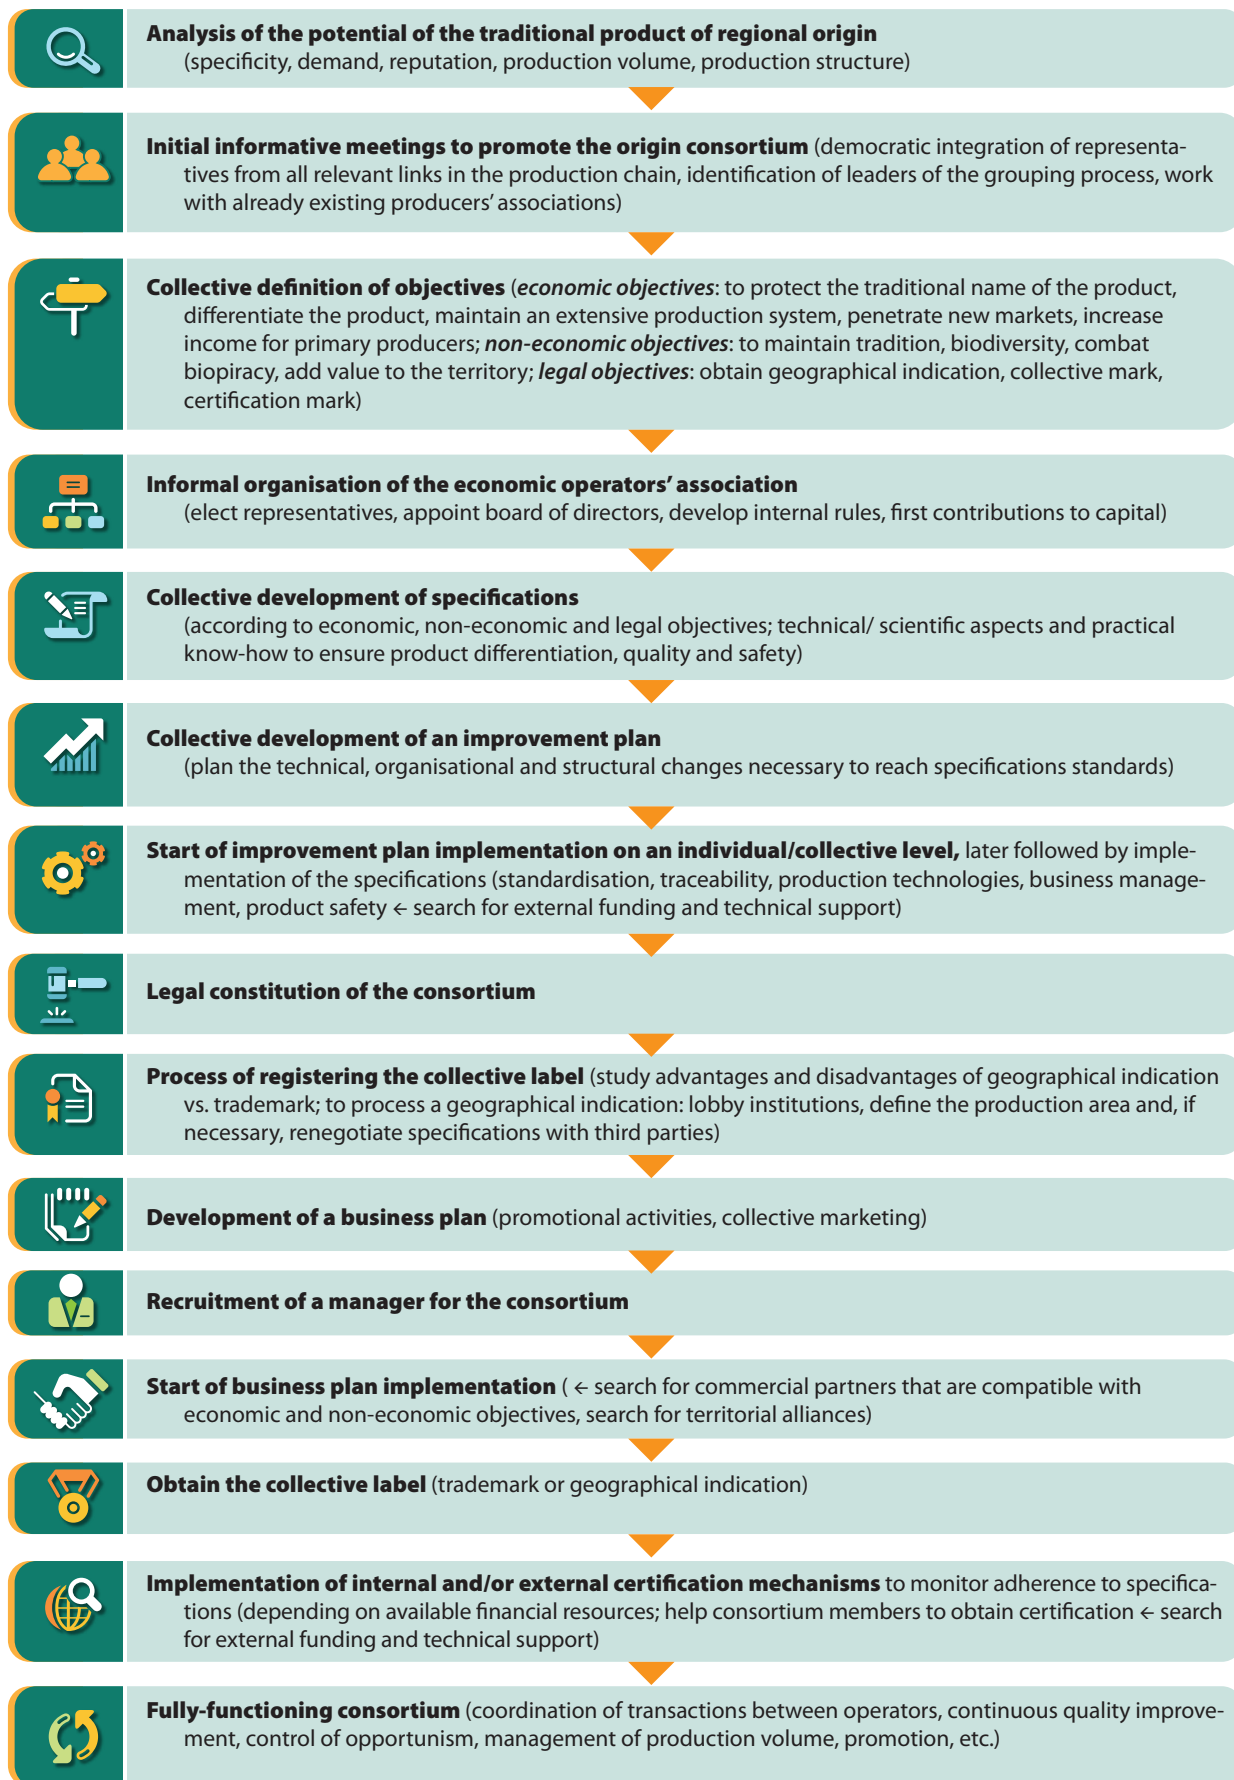 Analysis of the potential of the traditional product of regional origin
(specificity, demand, reputation, production volume, production structure)
Initial informative meetings to promote the origin consortium (democratic integration of representa-
tives from all relevant links in the production chain, identification of leaders of the grouping process, work
with already existing producers’ associations)
Collective definition of objectives (economic objectives: to protect the traditional name of the product,
differentiate the product, maintain an extensive production system, penetrate new markets, increase
income for primary producers; non-economic objectives: to maintain tradition, biodiversity, combat
biopiracy, add value to the territory; legal objectives: obtain geographical indication, collective mark,
certification mark)
Informal organisation of the economic operators’ association
(elect representatives, appoint board of directors, develop internal rules, first contributions to capital)
Collective development of specifications
(according to economic, non-economic and legal objectives; technical/ scientific aspects and practical
know-how to ensure product differentiation, quality and safety)
Collective development of an improvement plan
(plan the technical, organisational and structural changes necessary to reach specifications standards)
Start of improvement plan implementation on an individual/collective level, later followed by imple-
mentation of the specifications (standardisation, traceability, production technologies, business manage-
ment, product safety ← search for external funding and technical support)
Legal constitution of the consortium
Process of registering the collective label (study advantages and disadvantages of geographical indication
vs. trademark; to process a geographical indication: lobby institutions, define the production area and, if
necessary, renegotiate specifications with third parties)
Development of a business plan (promotional activities, collective marketing)
Recruitment of a manager for the consortium
Start of business plan implementation ( ← search for commercial partners that are compatible with
economic and non-economic objectives, search for territorial alliances)
Obtain the collective label (trademark or geographical indication)
Implementation of internal and/or external certification mechanisms to monitor adherence to specifica-
tions (depending on available financial resources; help consortium members to obtain certification ← search
for external funding and technical support)
Fully-functioning consortium (coordination of transactions between operators, continuous quality improve-
ment, control of opportunism, management of production volume, promotion, etc.)